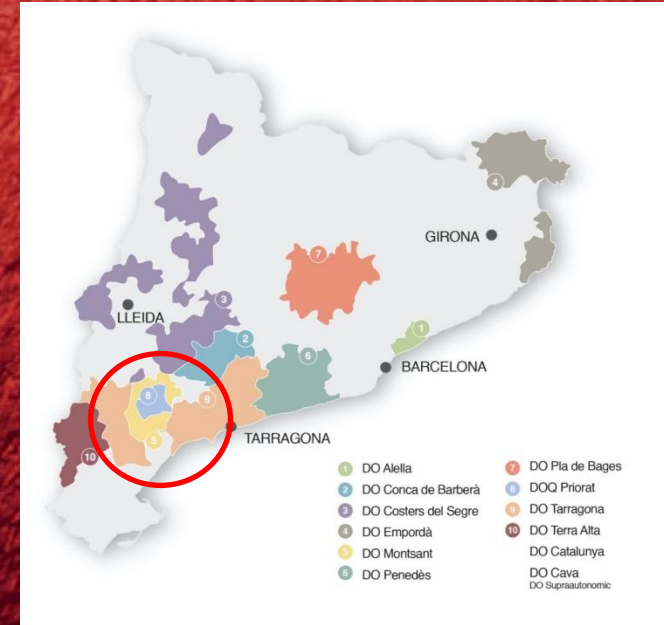 4
GIRONA
7
3
LLEIDA
1
2
6
BARCELONA
8
9
TARRAGONA
5
10
1 DO Alella
2 DO Conca de Barberà
3 DO Costers del Segre
4 DO Empordà
5 DO Montsant
6 DO Penedès
7 DO Pla de Bages
8 DOQ Priorat
9 DO Tarragona
10 DO Terra Alta
DO Catalunya
DO Cava
DO Supraautonomic